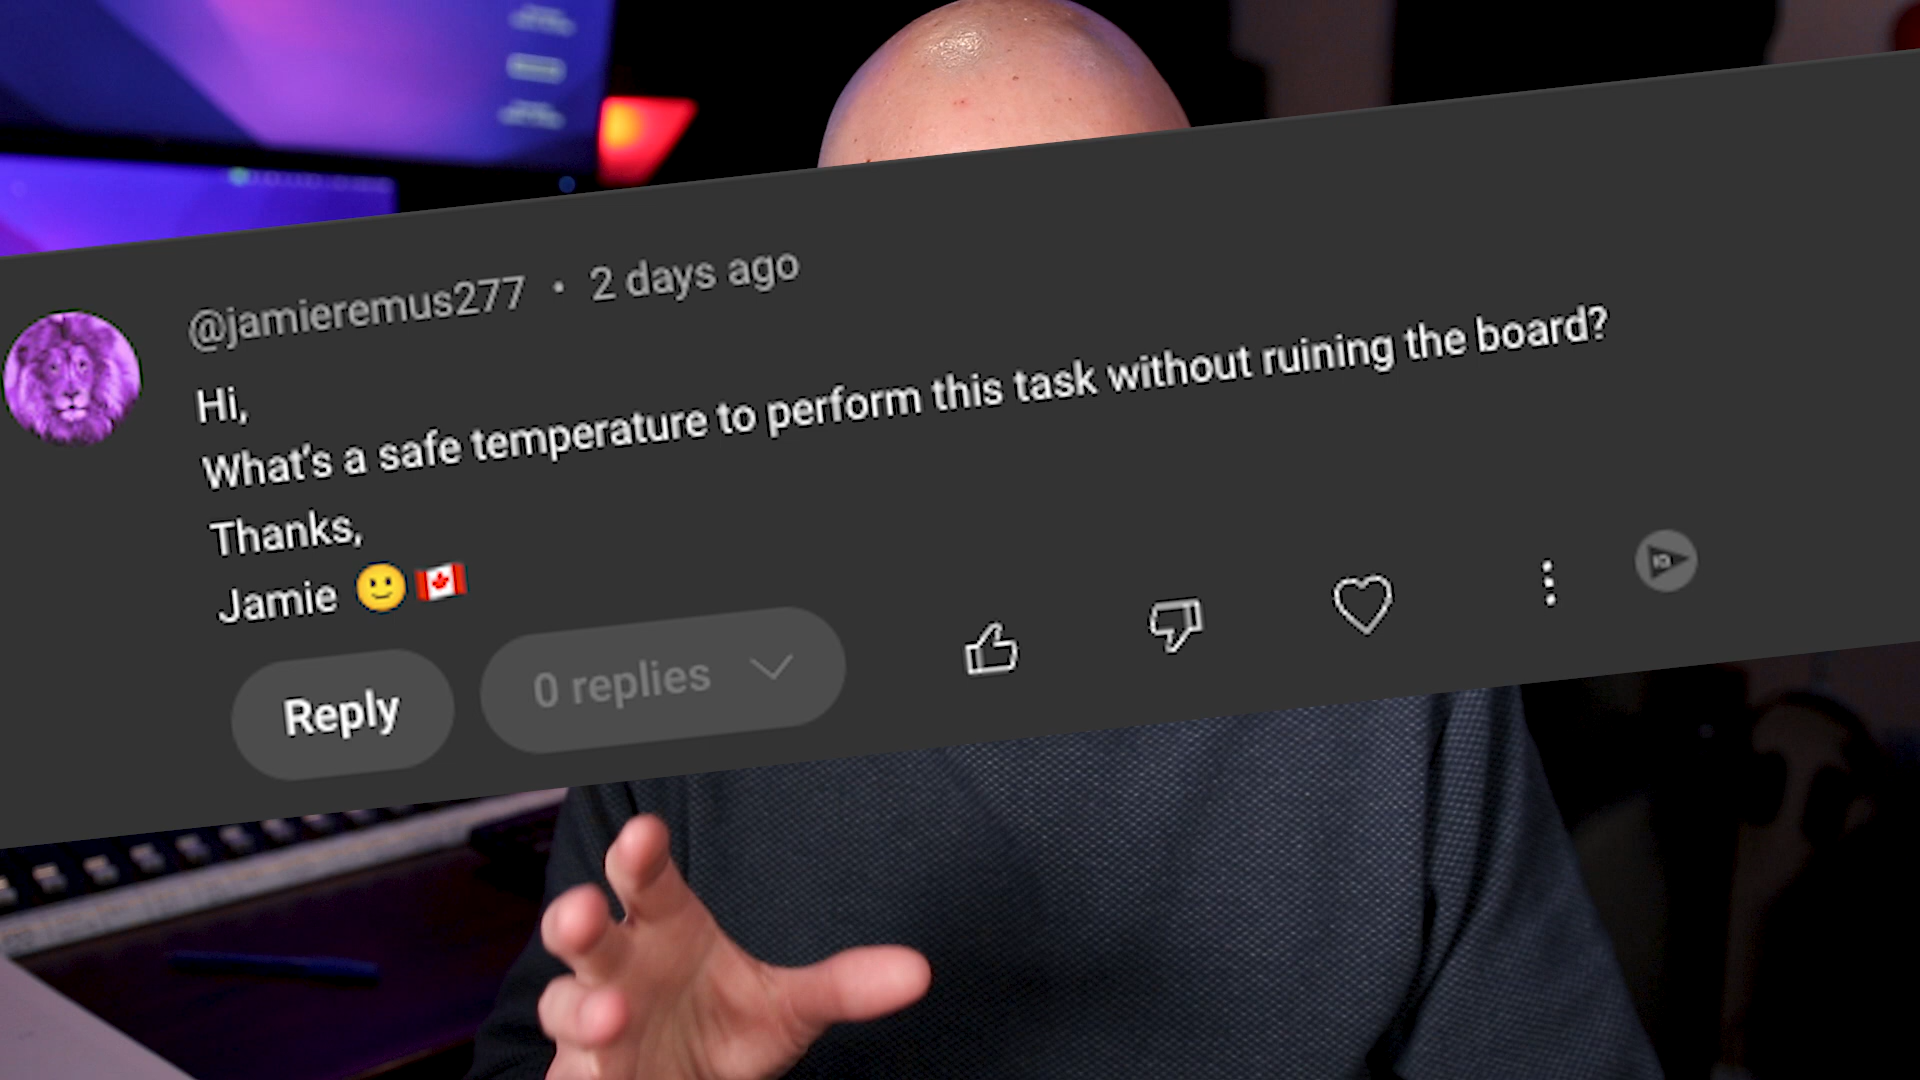 @jamieremus277 • 2 days ago
Hi,
What's a safe temperature to perform this task without ruining the board?
Thanks,
Jamie 🙂🇨🇦
Reply
0 replies